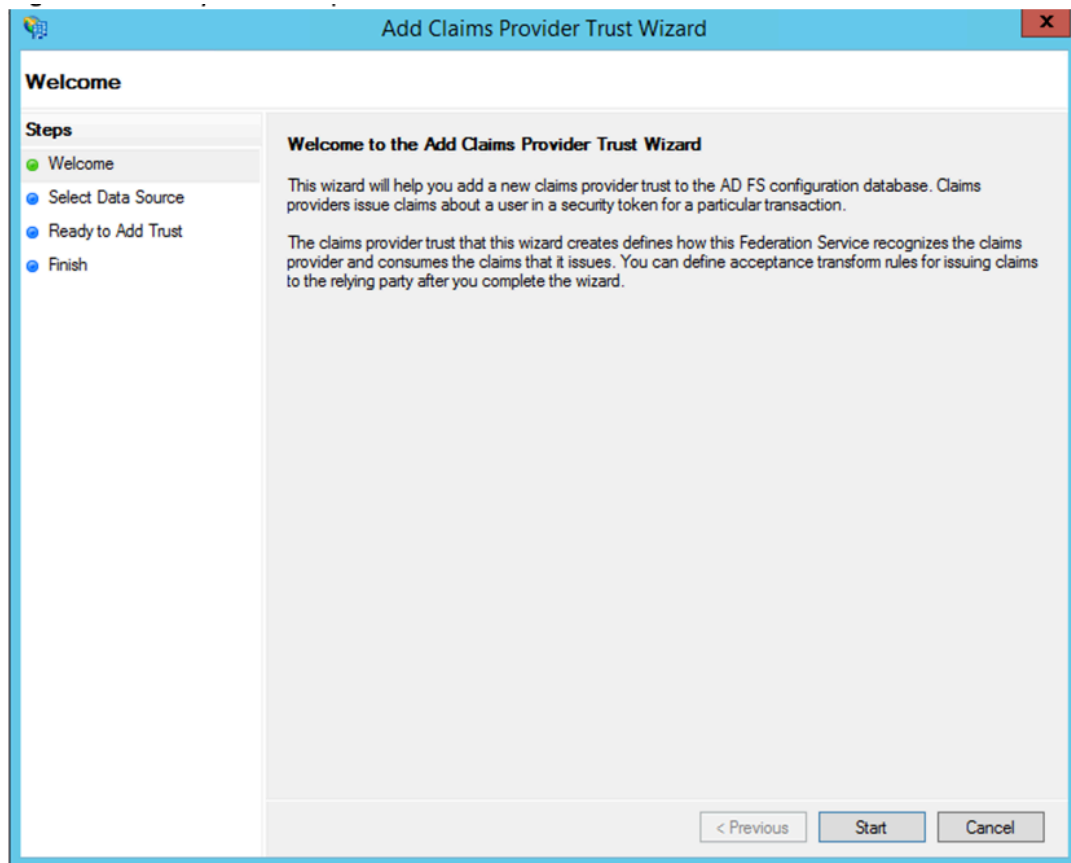 Add Claims Provider Trust Wizard
x
Welcome
Steps
Welcome
Select Data Source
Ready to Add Trust
Finish
Welcome to the Add Claims Provider Trust Wizard
This wizard will help you add a new claims provider trust to the AD FS configuration database. Claims
providers issue claims about a user in a security token for a particular transaction.
The claims provider trust that this wizard creates defines how this Federation Service recognizes the claims
provider and consumes the claims that it issues. You can define acceptance transform rules for issuing claims
to the relying party after you complete the wizard.
< Previous
Start
Cancel